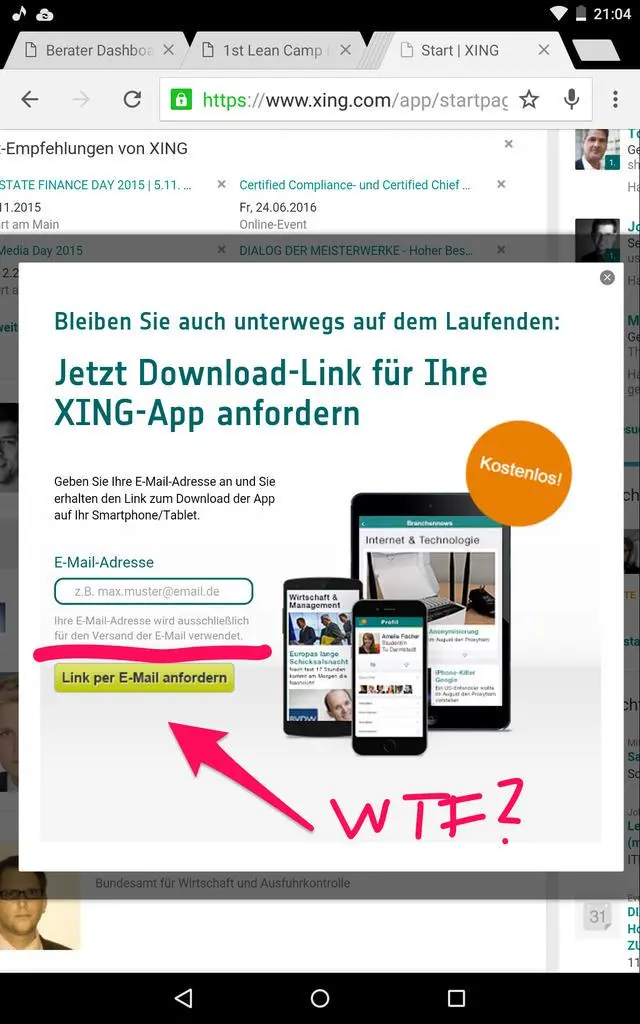 21:04
Berater Dashboa
1st Lean Camp
Start | XING
https://www.xing.com/app/startpag
t-Empfehlungen von XING
STATE FINANCE DAY 2015 | 5.11. ...
Certified Compliance- und Certified Chief ...
11.2015
Fr, 24.06.2016
rt am Main
Online-Event
Media Day 2015
DIALOG DER MEISTERWERKE - Hoher Bes...
Bleiben Sie auch unterwegs auf dem Laufenden:
Jetzt Download-Link für Ihre
XING-App anfordern
Kostenlos!
Geben Sie Ihre E-Mail-Adresse an und Sie
erhalten den Link zum Download der App
auf Ihr Smartphone/Tablet.
E-Mail-Adresse
z.B. max.muster@email.de
Ihre E-Mail-Adresse wird ausschließlich
für den Versand der E-Mail verwendet.
Link per E-Mail anfordern
Branchennews
Internet & Technologie
Wirtschaft &
Management
Europas lange
Schicksalsnacht
Profil
Amelie Fischer
Studentin
TU Darmstadt
Anonymisierung
iPhone-Killer
Google
WTF?
Bundesamt für Wirtschaft und Ausfuhrkontrolle
31